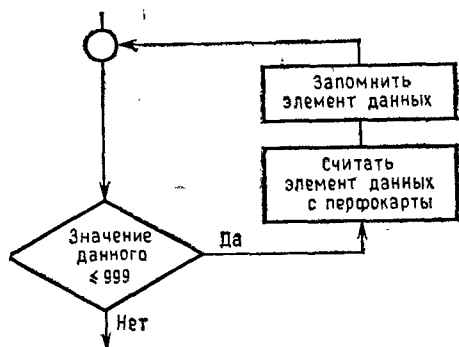 Запомнить
элемент данных
Считать
элемент данных
с перфокарты
Значение
данного
≤ 999
Да
Нет